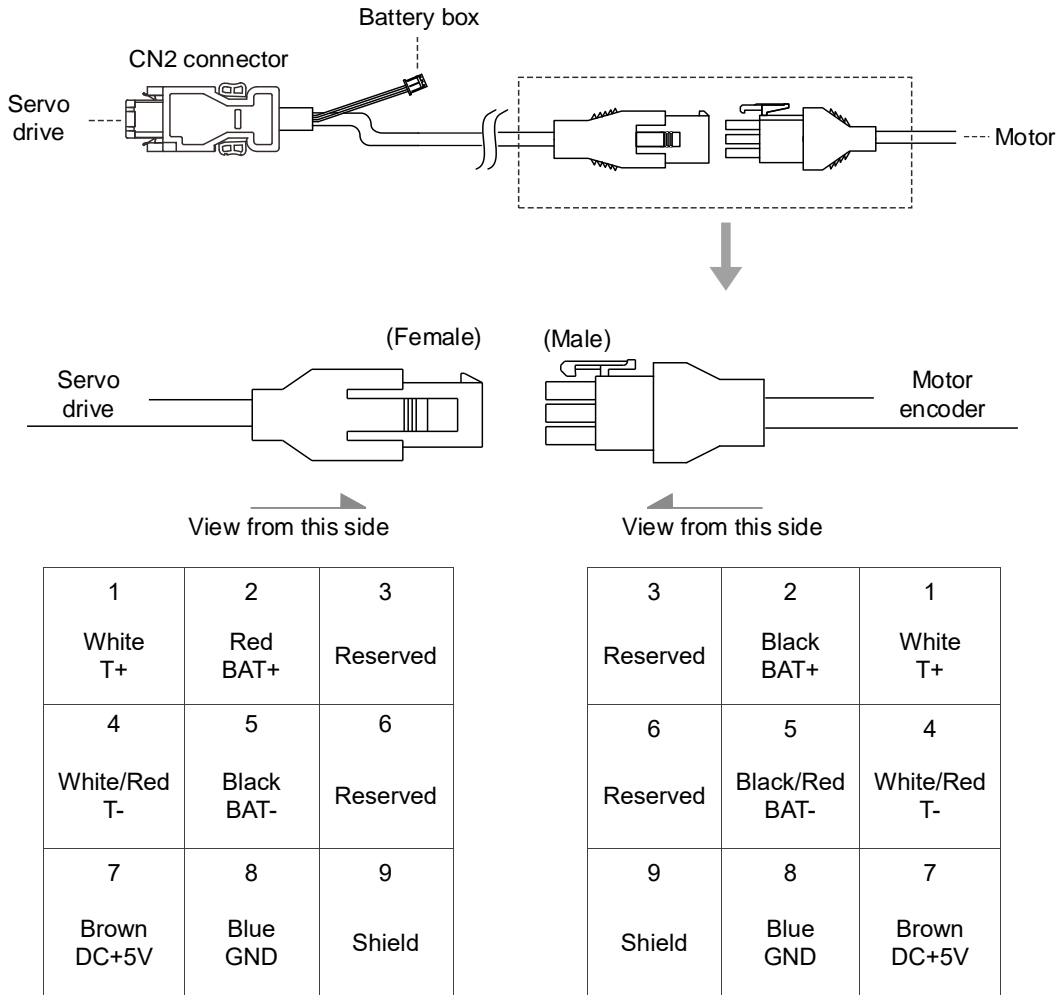 Battery box
CN2 connector
Servo
drive
Motor
(Female)
(Male)
Servo
drive
Motor
encoder
View from this side
View from this side
1
White
T+
2
Red
BAT+
3
Reserved
4
White/Red
T-
5
Black
BAT-
6
Reserved
7
Brown
DC+5V
8
Blue
GND
9
Shield
3
Reserved
2
Black
BAT+
1
White
T+
6
Reserved
5
Black/Red
BAT-
4
White/Red
T-
9
Shield
8
Blue
GND
7
Brown
DC+5V